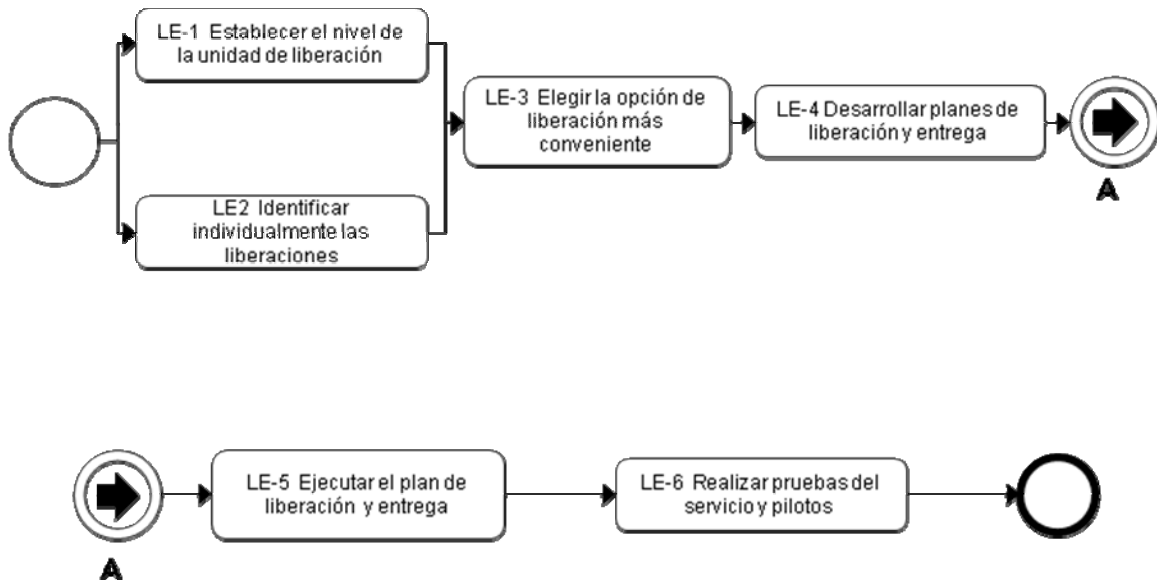 LE-1 Establecer el nivel de
la unidad de liberación
LE2 Identificar
individualmente las
liberaciones
LE-3 Elegir la opción de
liberación más
conveniente
LE-4 Desarrollar planes de
liberación y entrega
A
LE-5 Ejecutar el plan de
liberación y entrega
LE-6 Realizar pruebas del
servicio y pilotos
A